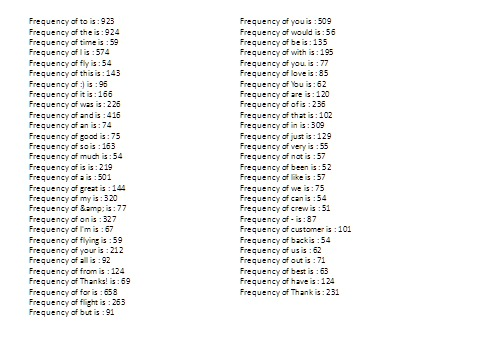 Frequency of to is : 923
Frequency of the is : 924
Frequency of time is : 59
Frequency of I is : 574
Frequency of fly is : 54
Frequency of this is : 143
Frequency of :) is : 96
Frequency of it is : 166
Frequency of was is : 226
Frequency of and is : 416
Frequency of an is : 74
Frequency of good is : 75
Frequency of so is : 163
Frequency of much is : 54
Frequency of is is : 219
Frequency of a is : 501
Frequency of great is : 144
Frequency of my is : 320
Frequency of &amp; is : 77
Frequency of on is : 327
Frequency of I'm is : 67
Frequency of flying is : 59
Frequency of your is : 212
Frequency of all is : 92
Frequency of from is : 124
Frequency of Thanks! is : 69
Frequency of for is : 658
Frequency of flight is : 263
Frequency of but is : 91
Frequency of you is : 509
Frequency of would is : 56
Frequency of be is : 135
Frequency of with is : 195
Frequency of you. is : 77
Frequency of love is : 85
Frequency of You is : 62
Frequency of are is : 120
Frequency of of is : 236
Frequency of that is : 102
Frequency of in is : 309
Frequency of just is : 129
Frequency of very is : 55
Frequency of not is : 57
Frequency of been is : 52
Frequency of like is : 57
Frequency of we is : 75
Frequency of can is : 54
Frequency of crew is : 51
Frequency of - is : 87
Frequency of customer is : 101
Frequency of back is : 54
Frequency of us is : 62
Frequency of out is : 71
Frequency of best is : 63
Frequency of have is : 124
Frequency of Thank is : 231